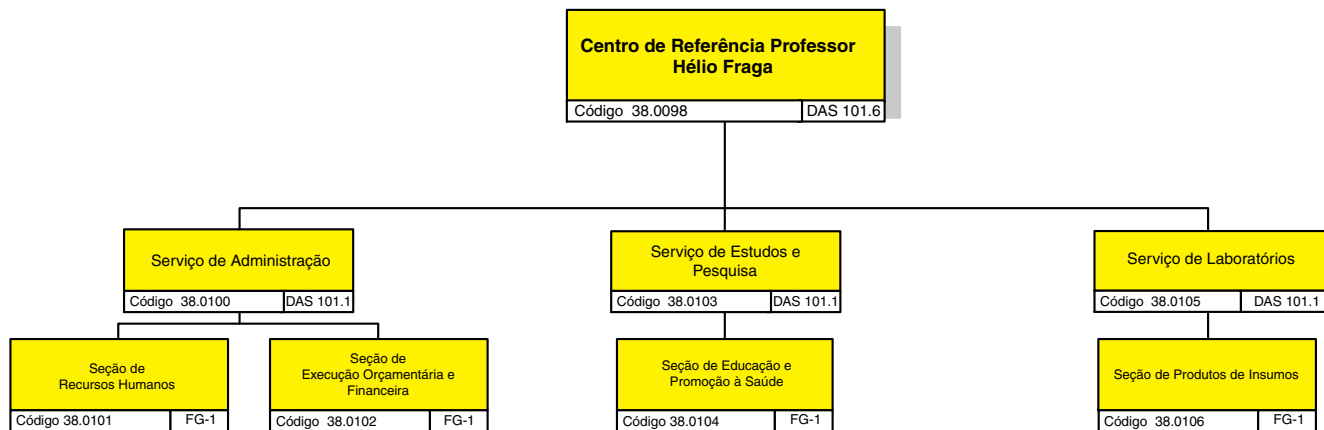 Centro de Referência Professor
Hélio Fraga
Código 38.0098 DAS 101.6
Serviço de Administração
Código 38.0100 DAS 101.1
Serviço de Estudos e
Pesquisa
Código 38.0103 DAS 101.1
Serviço de Laboratórios
Código 38.0105 DAS 101.1
Seção de
Recursos Humanos
Código 38.0101 FG-1
Seção de
Execução Orçamentária e
Financeira
Código 38.0102 FG-1
Seção de Educação e
Promoção à Saúde
Código 38.0104 FG-1
Seção de Produtos de Insumos
Código 38.0106 FG-1